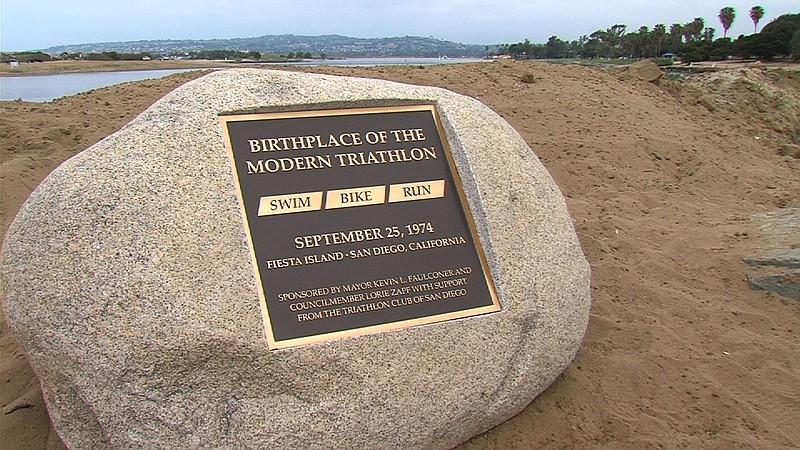 BIRTHPLACE OF THE
MODERN TRIATHLON
SWIM BIKE RUN
SEPTEMBER 25, 1974
FIESTA ISLAND · SAN DIEGO, CALIFORNIA
SPONSORED BY MAYOR KEVIN L. FAULCONER AND
COUNCILMEMBER LORIE ZAPF WITH SUPPORT
FROM THE TRIATHLON CLUB OF SAN DIEGO